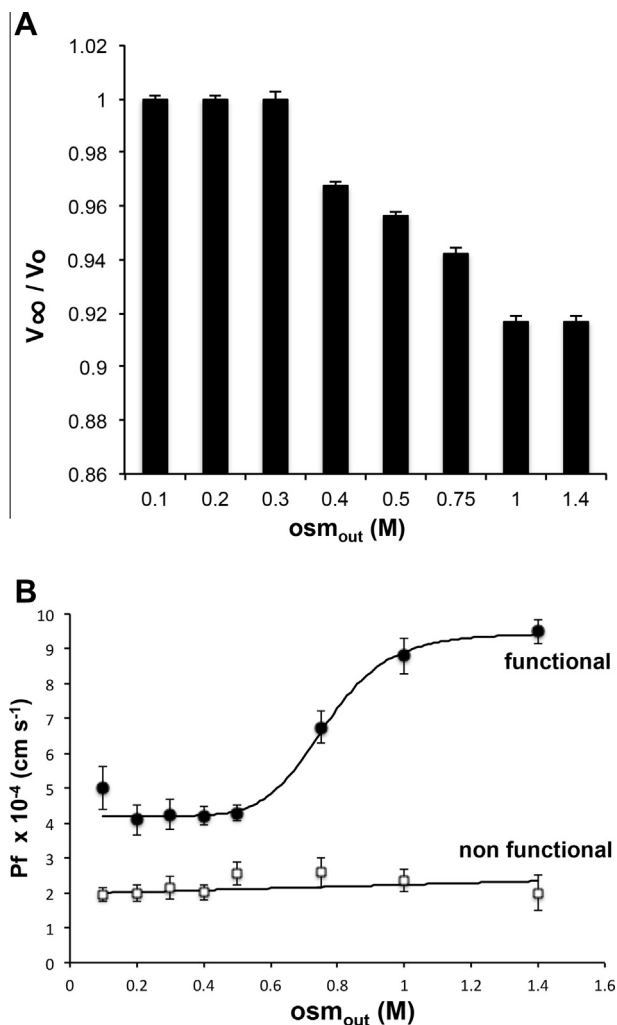 A
1.02
1
0.98
0.96
0.94
0.92
0.9
0.88
0.86
V∞ / Vo
0.1 0.2 0.3 0.4 0.5 0.75 1 1.4
osmout (M)
B
10
9
8
7
6
5
4
3
2
1
0
Pf x 10-4 (cm s-1)
functional
non functional
0 0.2 0.4 0.6 0.8 1 1.2 1.4 1.6
osmout (M)